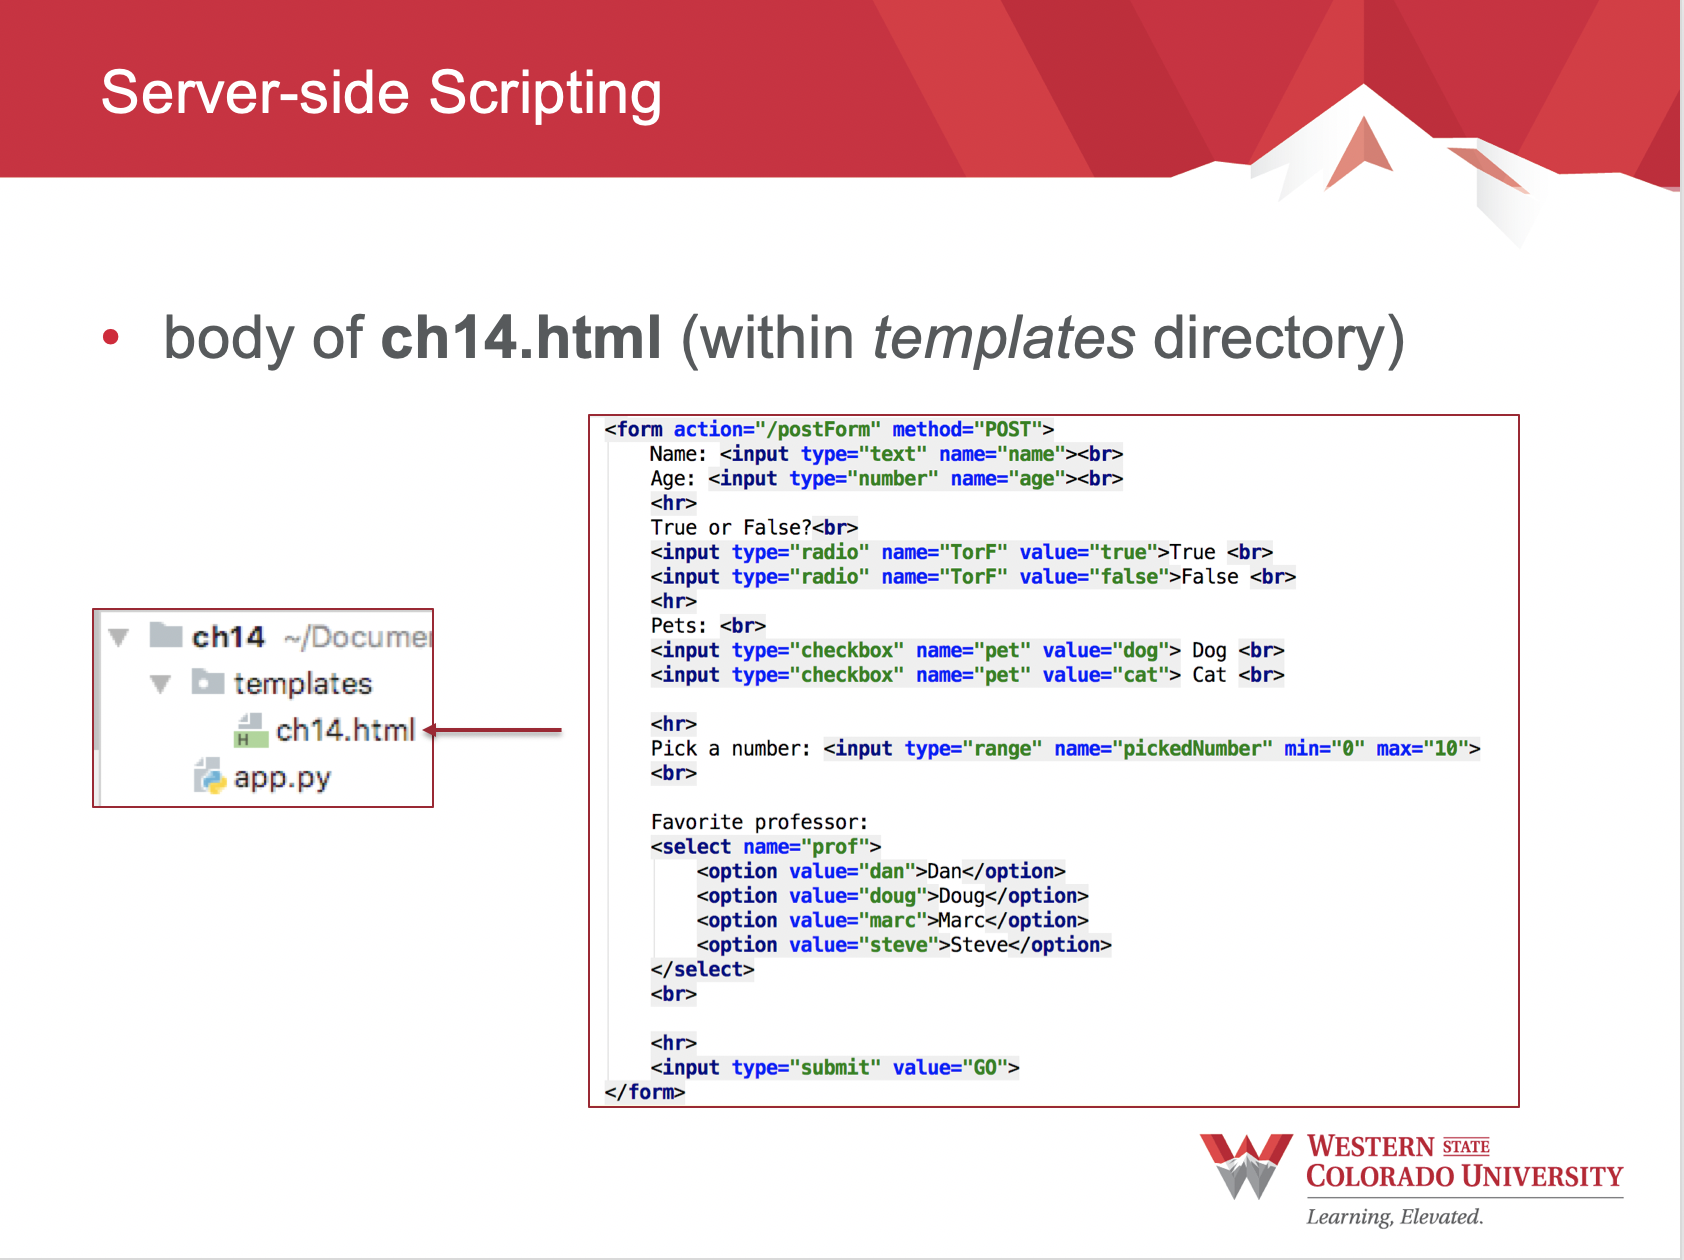 Server-side Scripting
• body of ch14.html (within templates directory)
<form action="/postForm" method="POST">
Name: <input type="text" name="name"><br>
Age: <input type="number" name="age"><br>
<hr>
True or False?<br>
<input type="radio" name="TorF" value="true">True <br>
<input type="radio" name="TorF" value="false">False <br>
<hr>
Pets: <br>
<input type="checkbox" name="pet" value="dog"> Dog <br>
<input type="checkbox" name="pet" value="cat"> Cat <br>
<hr>
Pick a number: <input type="range" name="pickedNumber" min="0" max="10">
<br>
Favorite professor:
<select name="prof">
<option value="dan">Dan</option>
<option value="doug">Doug</option>
<option value="marc">Marc</option>
<option value="steve">Steve</option>
</select>
<br>
<hr>
<input type="submit" value="GO">
</form>
ch14 ~/Documen
templates
H ch14.html
app.py
WESTERN STATE
COLORADO UNIVERSITY
Learning, Elevated.